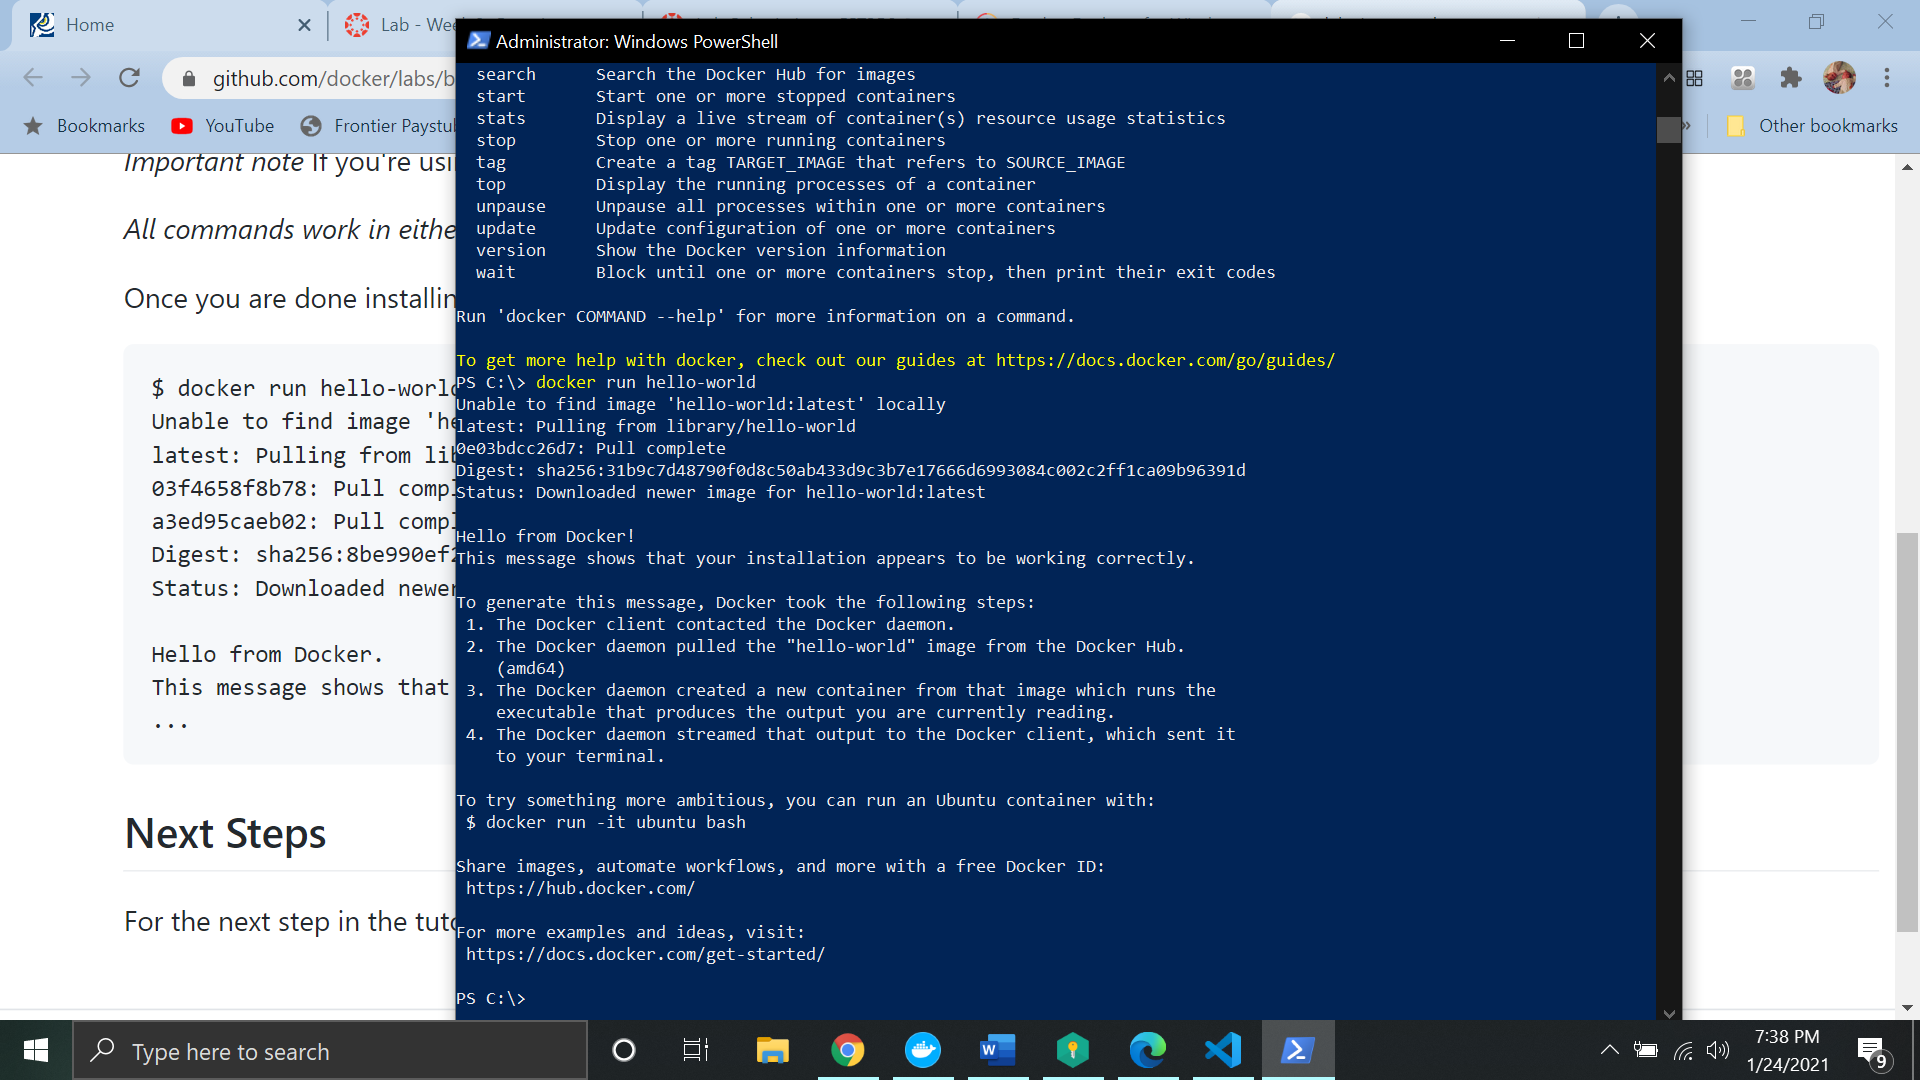 Home
Lab - Wee
Administrator: Windows PowerShell
github.com/docker/labs/b
Bookmarks
YouTube
Frontier Paystu
»
Other bookmarks
Important note If you're usi
All commands work in eithe
Once you are done installin
$ docker run hello-world
Unable to find image 'he
latest: Pulling from lib
03f4658f8b78: Pull compl
a3ed95caeb02: Pull compl
Digest: sha256:8be990ef2
Status: Downloaded newer
Hello from Docker.
This message shows that
...
Next Steps
For the next step in the tuto
search Search the Docker Hub for images
start Start one or more stopped containers
stats Display a live stream of container(s) resource usage statistics
stop Stop one or more running containers
tag Create a tag TARGET_IMAGE that refers to SOURCE_IMAGE
top Display the running processes of a container
unpause Unpause all processes within one or more containers
update Update configuration of one or more containers
version Show the Docker version information
wait Block until one or more containers stop, then print their exit codes
Run 'docker COMMAND --help' for more information on a command.
To get more help with docker, check out our guides at https://docs.docker.com/go/guides/
PS C:\> docker run hello-world
Unable to find image 'hello-world:latest' locally
latest: Pulling from library/hello-world
0e03bdcc26d7: Pull complete
Digest: sha256:31b9c7d48790f0d8c50ab433d9c3b7e17666d6993084c002c2ff1ca09b96391d
Status: Downloaded newer image for hello-world:latest
Hello from Docker!
This message shows that your installation appears to be working correctly.
To generate this message, Docker took the following steps:
1. The Docker client contacted the Docker daemon.
2. The Docker daemon pulled the "hello-world" image from the Docker Hub.
(amd64)
3. The Docker daemon created a new container from that image which runs the
executable that produces the output you are currently reading.
4. The Docker daemon streamed that output to the Docker client, which sent it
to your terminal.
To try something more ambitious, you can run an Ubuntu container with:
$ docker run -it ubuntu bash
Share images, automate workflows, and more with a free Docker ID:
https://hub.docker.com/
For more examples and ideas, visit:
https://docs.docker.com/get-started/
PS C:\>
Type here to search
7:38 PM
1/24/2021
9